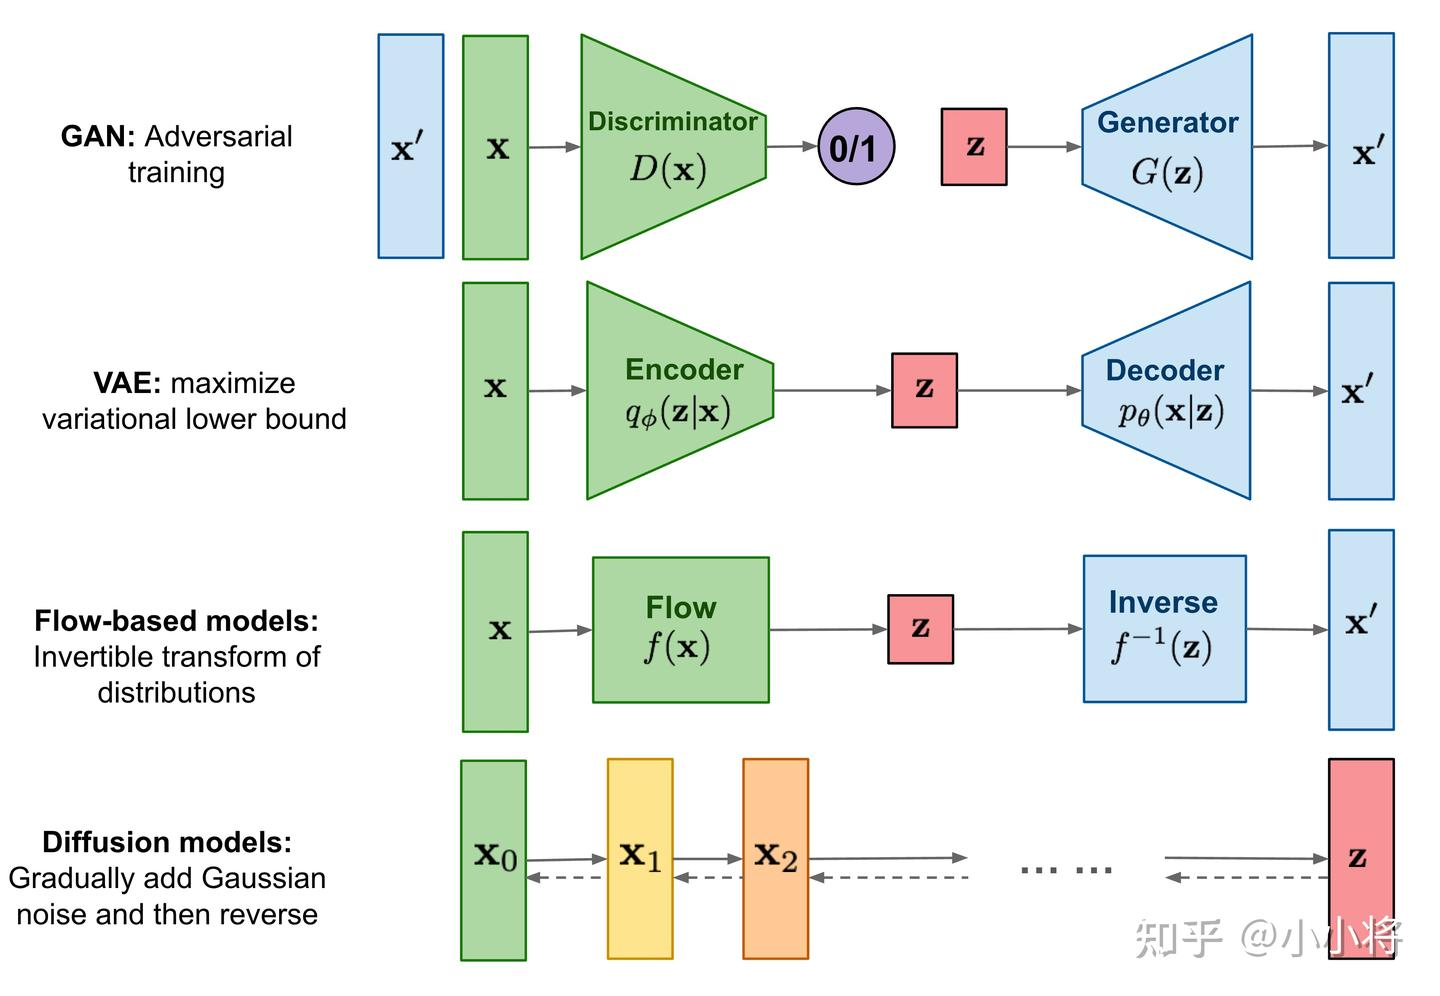 GAN: Adversarial
training
x′
x
Discriminator
D(x)
0/1
z
Generator
G(z)
x′
VAE: maximize
variational lower bound
x
Encoder
qϕ(z|x)
z
Decoder
pθ(x|z)
x′
Flow-based models:
Invertible transform of
distributions
x
Flow
f(x)
z
Inverse
f⁻¹(z)
x′
Diffusion models:
Gradually add Gaussian
noise and then reverse
x₀
x₁
x₂
... ...
z
知乎 @小小将